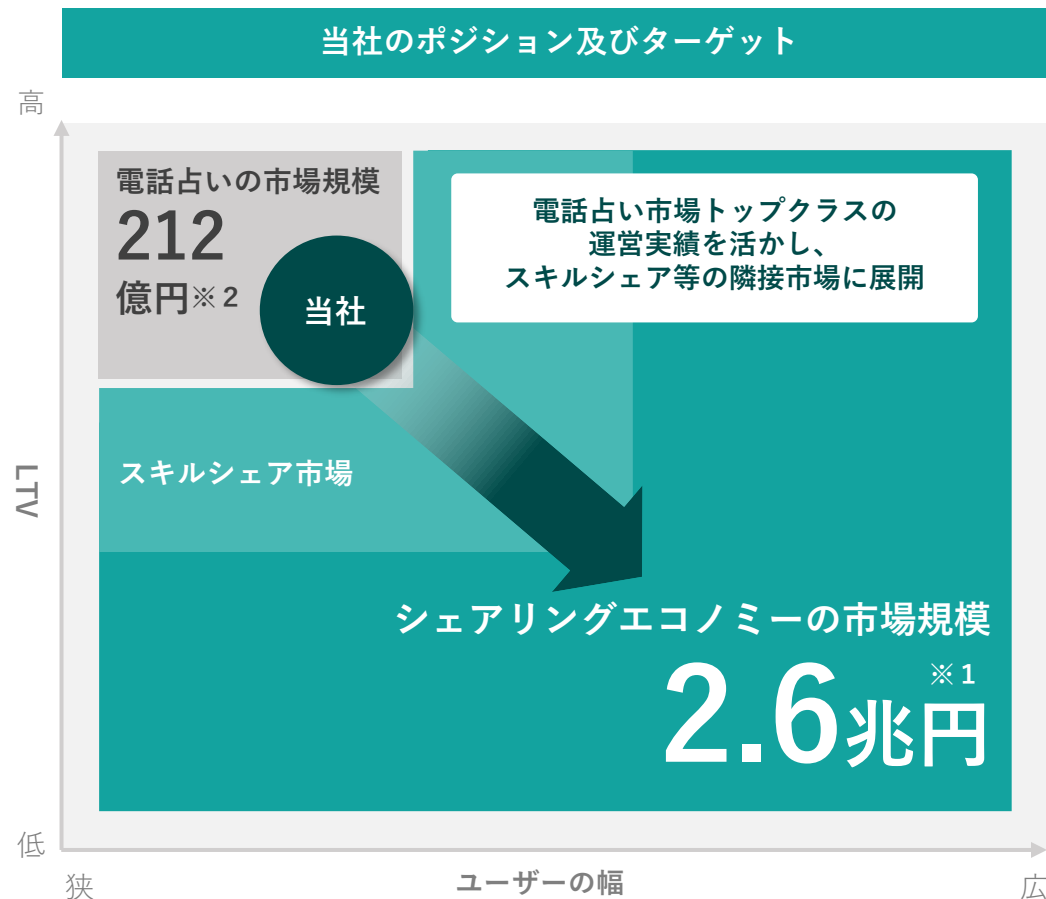 当社のポジション及びターゲット
高
電話占いの市場規模
212
億円※2
当社
電話占い市場トップクラスの
運営実績を活かし、
スキルシェア等の隣接市場に展開
スキルシェア市場
LTV
シェアリングエコノミーの市場規模
※1
2.6兆円
低
狭
ユーザーの幅
広